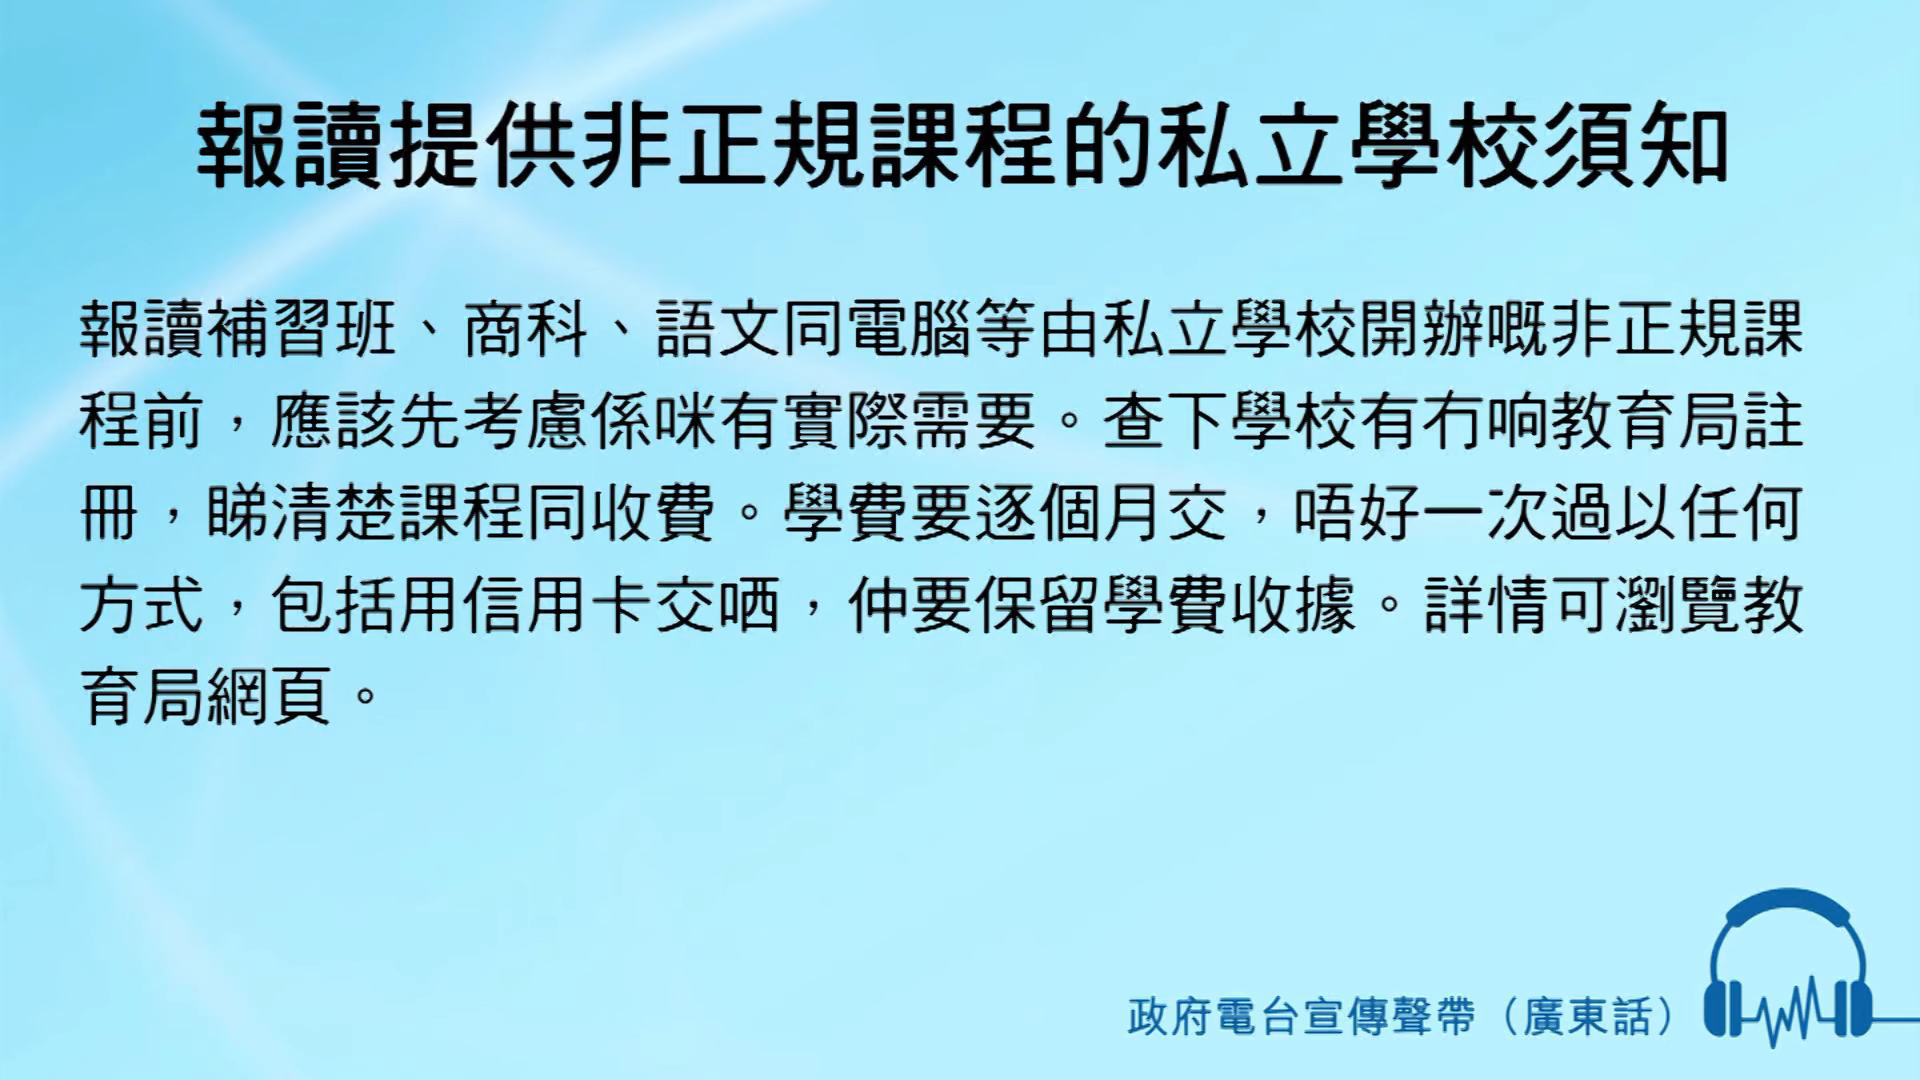 報讀提供非正規課程的私立學校須知
報讀補習班、商科、語文同電腦等由私立學校開辦嘅非正規課
程前，應該先考慮係咪有實際需要。查下學校有冇响教育局註
冊，睇清楚課程同收費。學費要逐個月交，唔好一次過以任何
方式，包括用信用卡交晒，仲要保留學費收據。詳情可瀏覽教
育局網頁。
政府電台宣傳聲帶（廣東話）